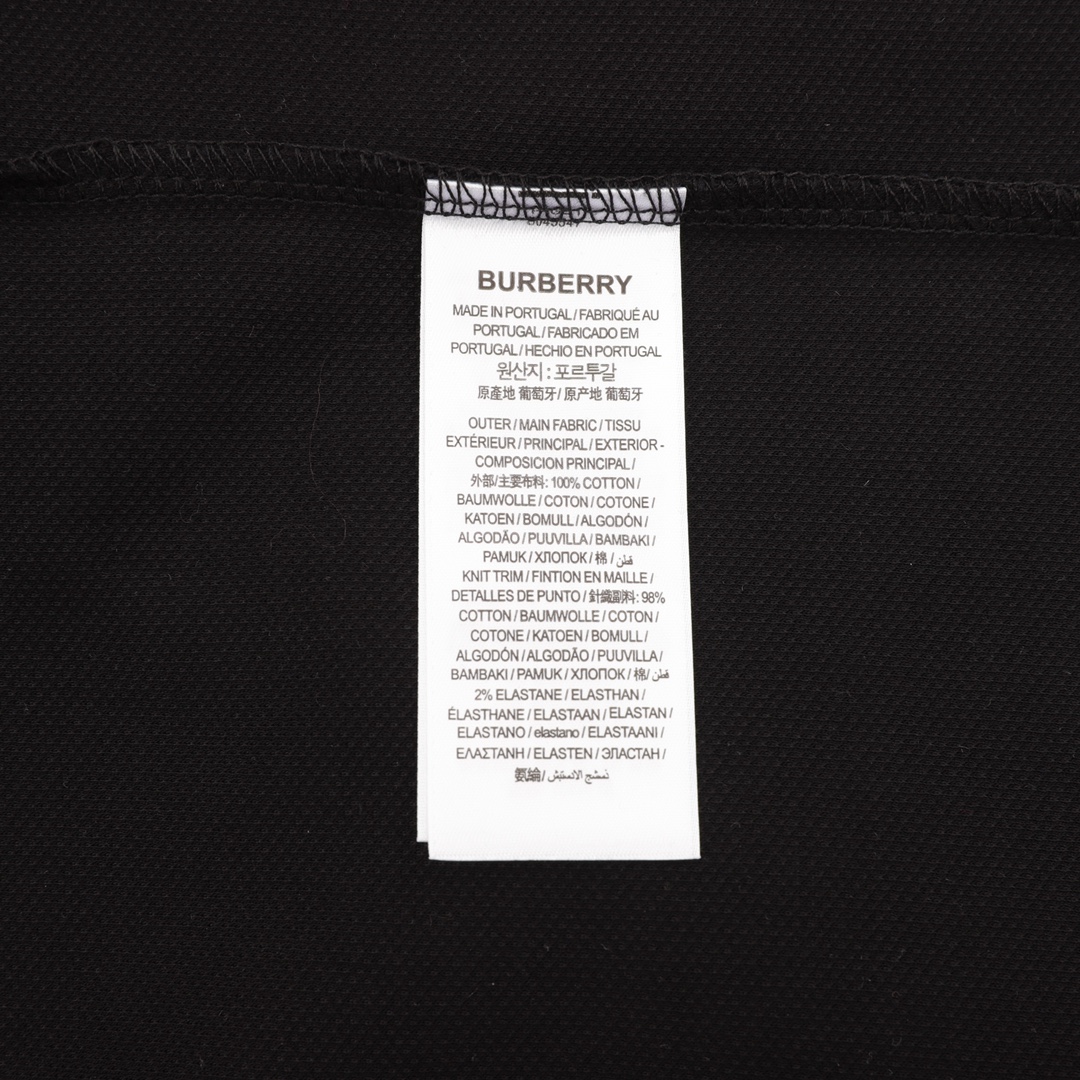 BURBERRY
MADE IN PORTUGAL / FABRIQUÉ AU
PORTUGAL / FABRICADO EM
PORTUGAL / HECHIO EN PORTUGAL
원산지 : 포르투갈
原產地 葡萄牙 / 原产地 葡萄牙
OUTER / MAIN FABRIC / TISSU
EXTÉRIEUR / PRINCIPAL / EXTERIOR -
COMPOSICION PRINCIPAL /
外部/主要布料: 100% COTTON /
BAUMWOLLE / COTON / COTONE /
KATOEN / BOMULL / ALGODÓN /
ALGODÃO / PUUVILLA / BAMBAKI /
PAMUK / ХЛОПОК / 棉 / قطن
KNIT TRIM / FINTION EN MAILLE /
DETALLES DE PUNTO / 針織副料: 98%
COTTON / BAUMWOLLE / COTON /
COTONE / KATOEN / BOMULL /
ALGODÓN / ALGODÃO / PUUVILLA /
BAMBAKI / PAMUK / ХЛОПОК / 棉/ قطن
2% ELASTANE / ELASTHAN /
ÉLASTHANE / ELASTAAN / ELASTAN /
ELASTANO / elastano / ELASTAANI /
ΕΛΑΣΤΑΝΗ / ELASTEN / ЭЛАСТАН /
氨綸/